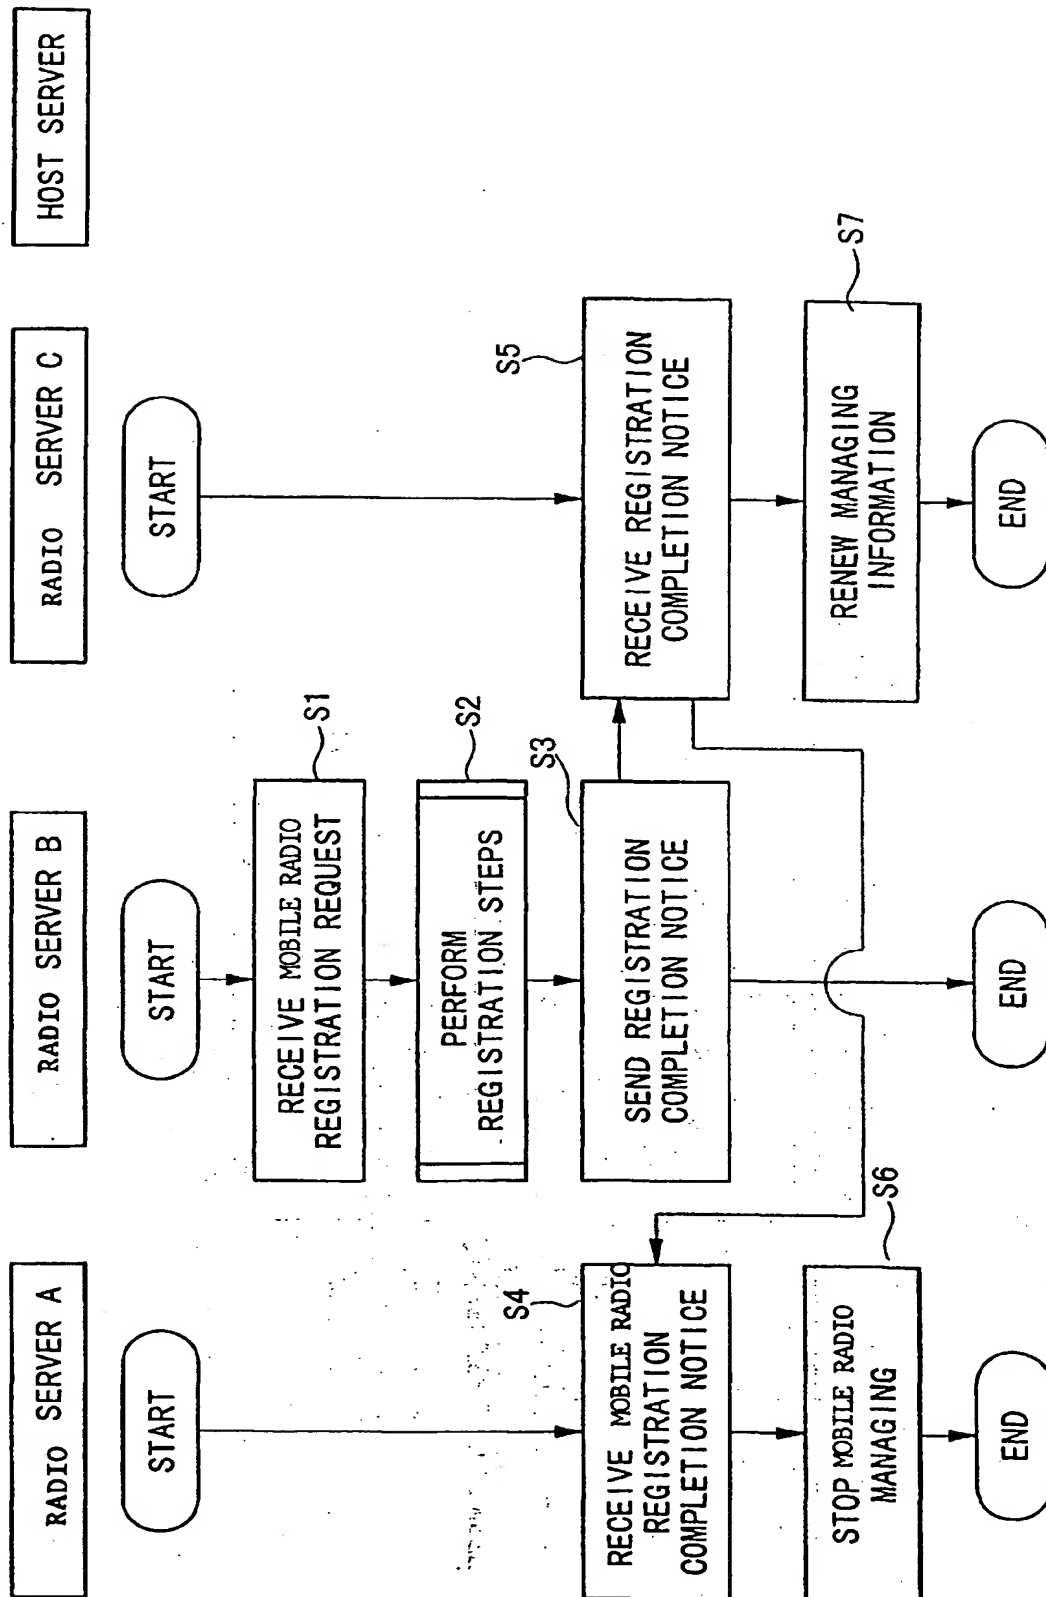 RADIO SERVER A
RADIO SERVER B
RADIO SERVER C
HOST SERVER
START
START
START
S1
RECEIVE MOBILE RADIO
REGISTRATION REQUEST
S2
PERFORM
REGISTRATION STEPS
S4
RECEIVE MOBILE RADIO
REGISTRATION
COMPLETION NOTICE
S3
SEND REGISTRATION
COMPLETION NOTICE
S5
RECEIVE REGISTRATION
COMPLETION NOTICE
S6
STOP MOBILE RADIO
MANAGING
S7
RENEW MANAGING
INFORMATION
END
END
END